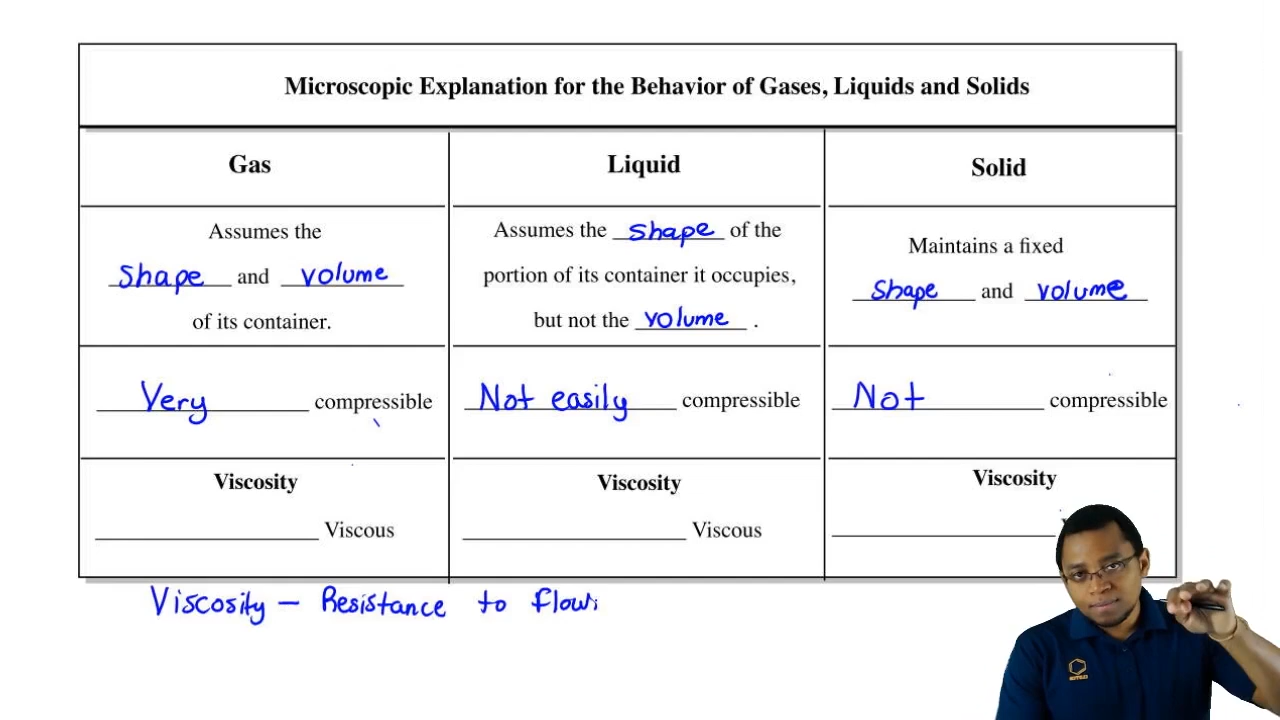 Microscopic Explanation for the Behavior of Gases, Liquids and Solids
Gas
Liquid
Solid
Assumes the
shape and volume
of its container.
Assumes the shape of the
portion of its container it occupies,
but not the volume.
Maintains a fixed
shape and volume
Very compressible
Not easily compressible
Not compressible
Viscosity
Viscous
Viscosity
Viscous
Viscosity
Viscosity – Resistance to flow